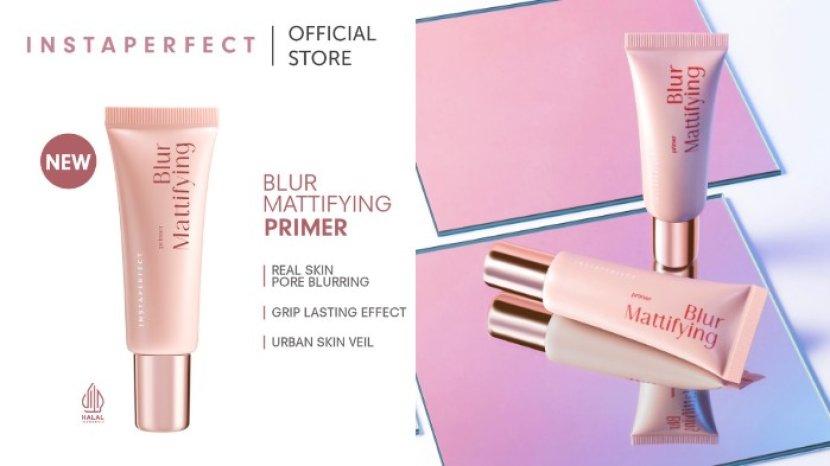 INSTAPERFECT
OFFICIAL
STORE
NEW
Blur
Mattifying
primer
INSTAPERFECT
BLUR
MATTIFYING
PRIMER
REAL SKIN
PORE BLURRING
GRIP LASTING EFFECT
URBAN SKIN VEIL
HALAL
Blur
Mattifying
primer
INSTAPERFECT
primer
Blur
Mattifying